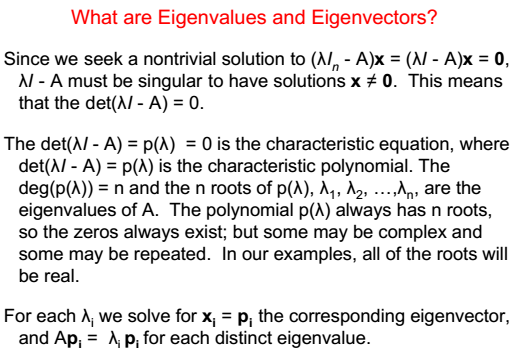 What are Eigenvalues and Eigenvectors?
Since we seek a nontrivial solution to (λIₙ - A)x = (λI - A)x = 0,
λI - A must be singular to have solutions x ≠ 0. This means
that the det(λI - A) = 0.
The det(λI - A) = p(λ) = 0 is the characteristic equation, where
det(λI - A) = p(λ) is the characteristic polynomial. The
deg(p(λ)) = n and the n roots of p(λ), λ₁, λ₂, …,λₙ, are the
eigenvalues of A. The polynomial p(λ) always has n roots,
so the zeros always exist; but some may be complex and
some may be repeated. In our examples, all of the roots will
be real.
For each λᵢ we solve for xᵢ = pᵢ the corresponding eigenvector,
and Apᵢ = λᵢ pᵢ for each distinct eigenvalue.